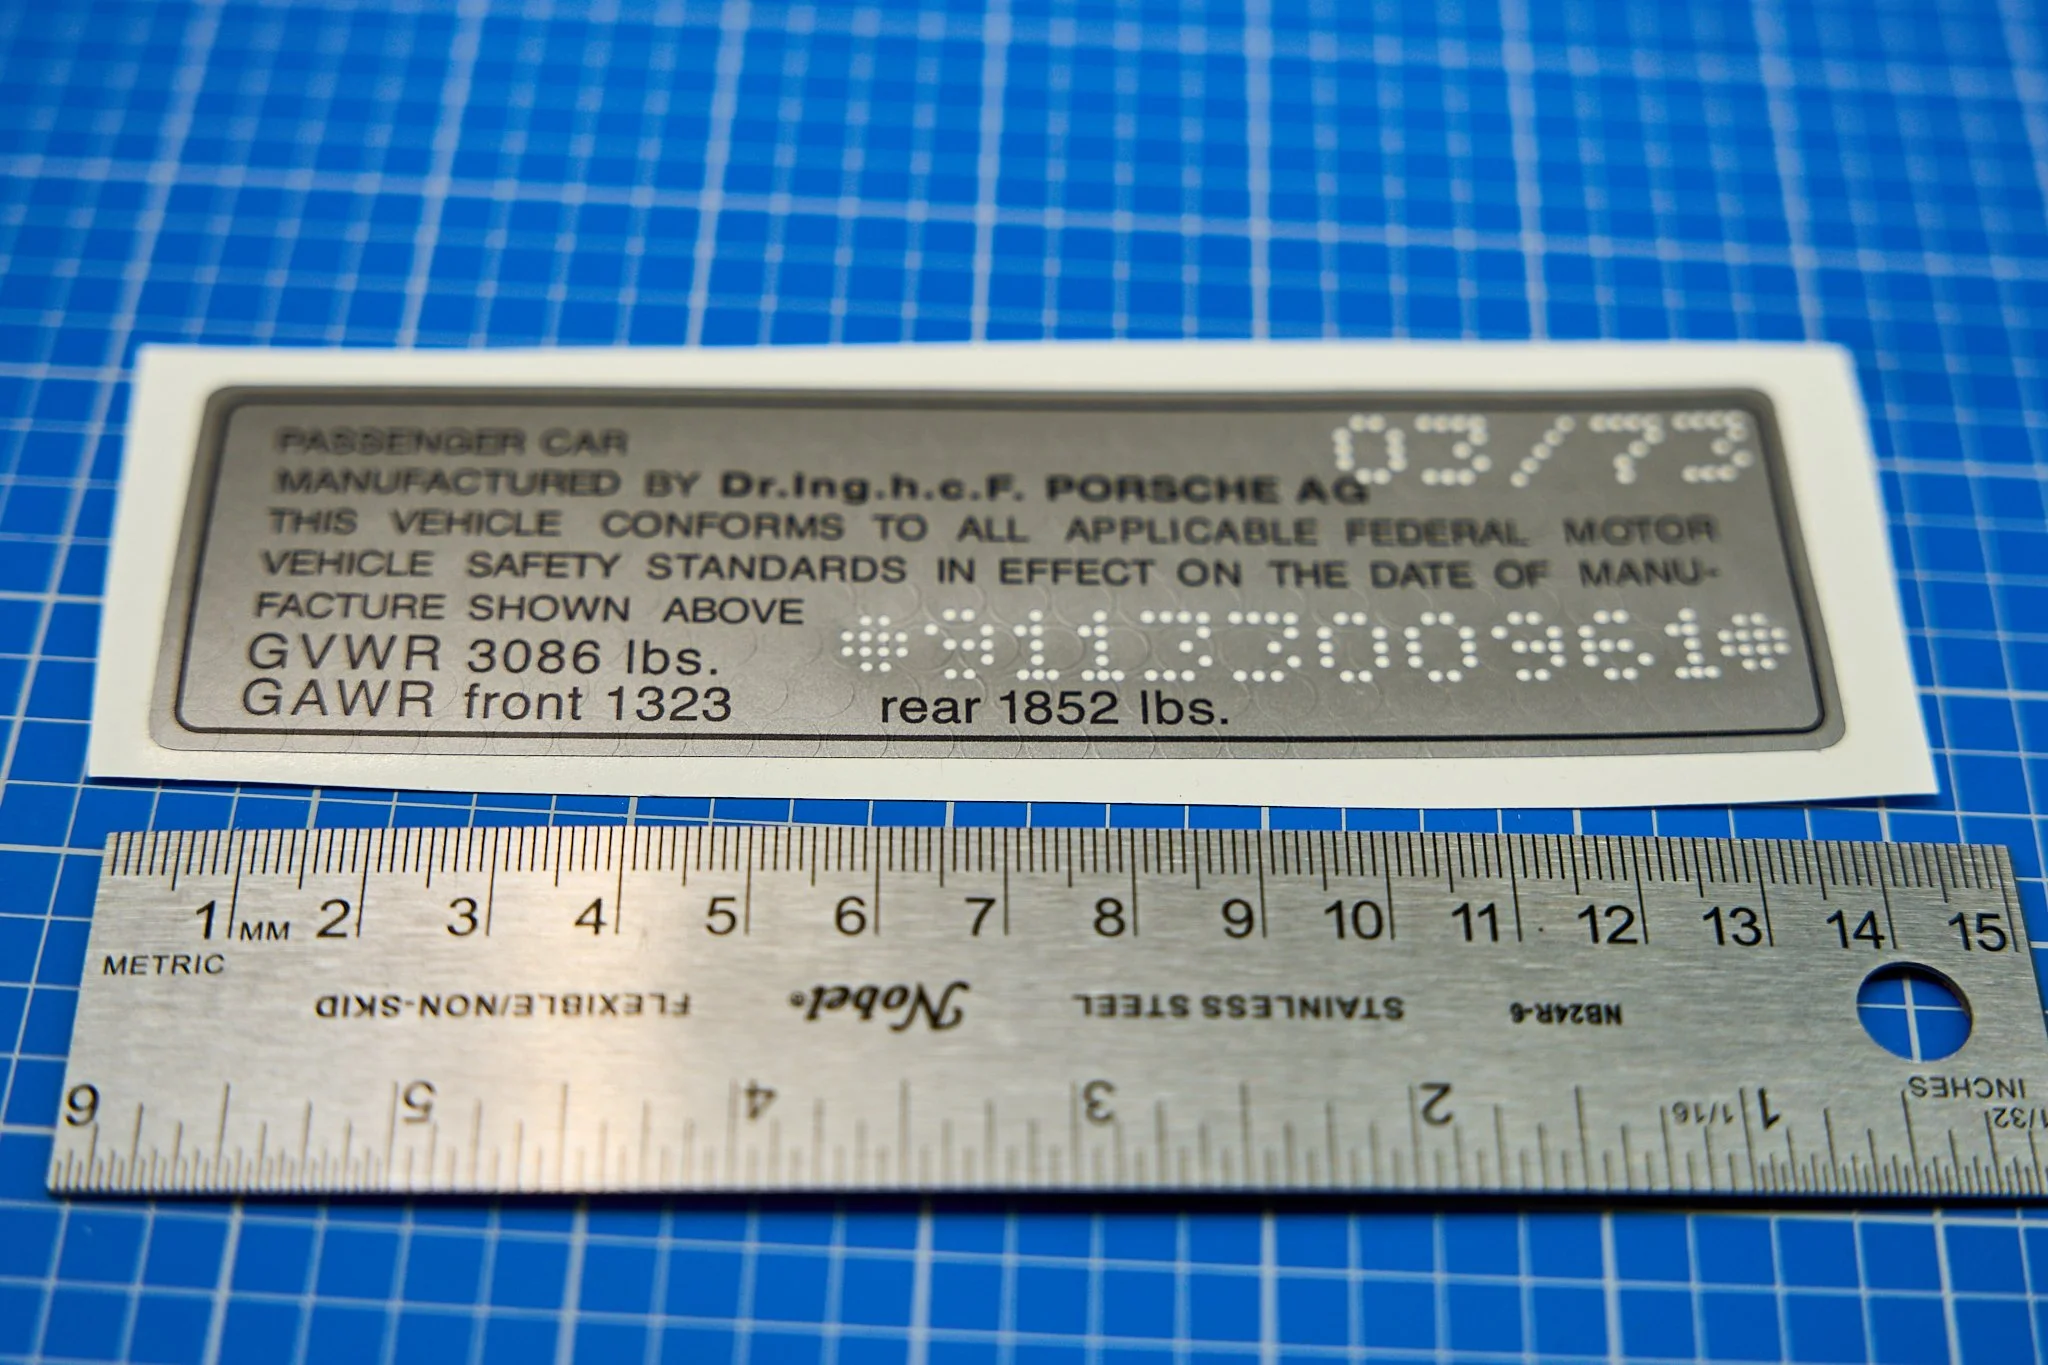 03/73
PASSENGER CAR
MANUFACTURED BY Dr.Ing.h.c.F. PORSCHE AG
THIS VEHICLE CONFORMS TO ALL APPLICABLE FEDERAL MOTOR
VEHICLE SAFETY STANDARDS IN EFFECT ON THE DATE OF MANU-
FACTURE SHOWN ABOVE
*9113300961*
GVWR 3086 lbs.
GAWR front 1323 rear 1852 lbs.
1 MM 2 3 4 5 6 7 8 9 10 11 12 13 14 15
METRIC
FLEXIBLE/NON-SKID Nobel® STAINLESS STEEL NB24R-6
INCHES
6 5 4 3 2 1/16 1 1/32